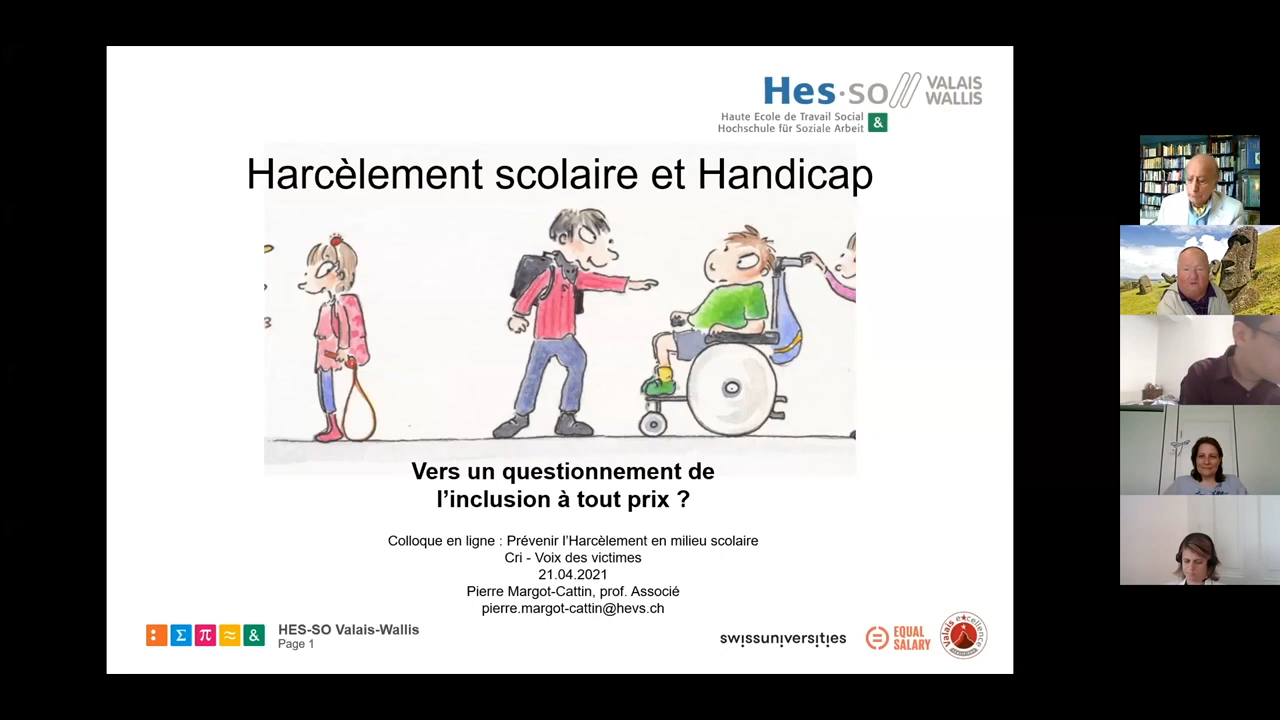 Hes·so VALAIS
WALLIS
Haute Ecole de Travail Social
Hochschule für Soziale Arbeit &
Harcèlement scolaire et Handicap
Vers un questionnement de
l’inclusion à tout prix ?
Colloque en ligne : Prévenir l’Harcèlement en milieu scolaire
Cri - Voix des victimes
21.04.2021
Pierre Margot-Cattin, prof. Associé
pierre.margot-cattin@hevs.ch
: Σ π ≈ &
HES-SO Valais-Wallis
Page 1
swissuniversities
EQUAL
SALARY
valais excellence